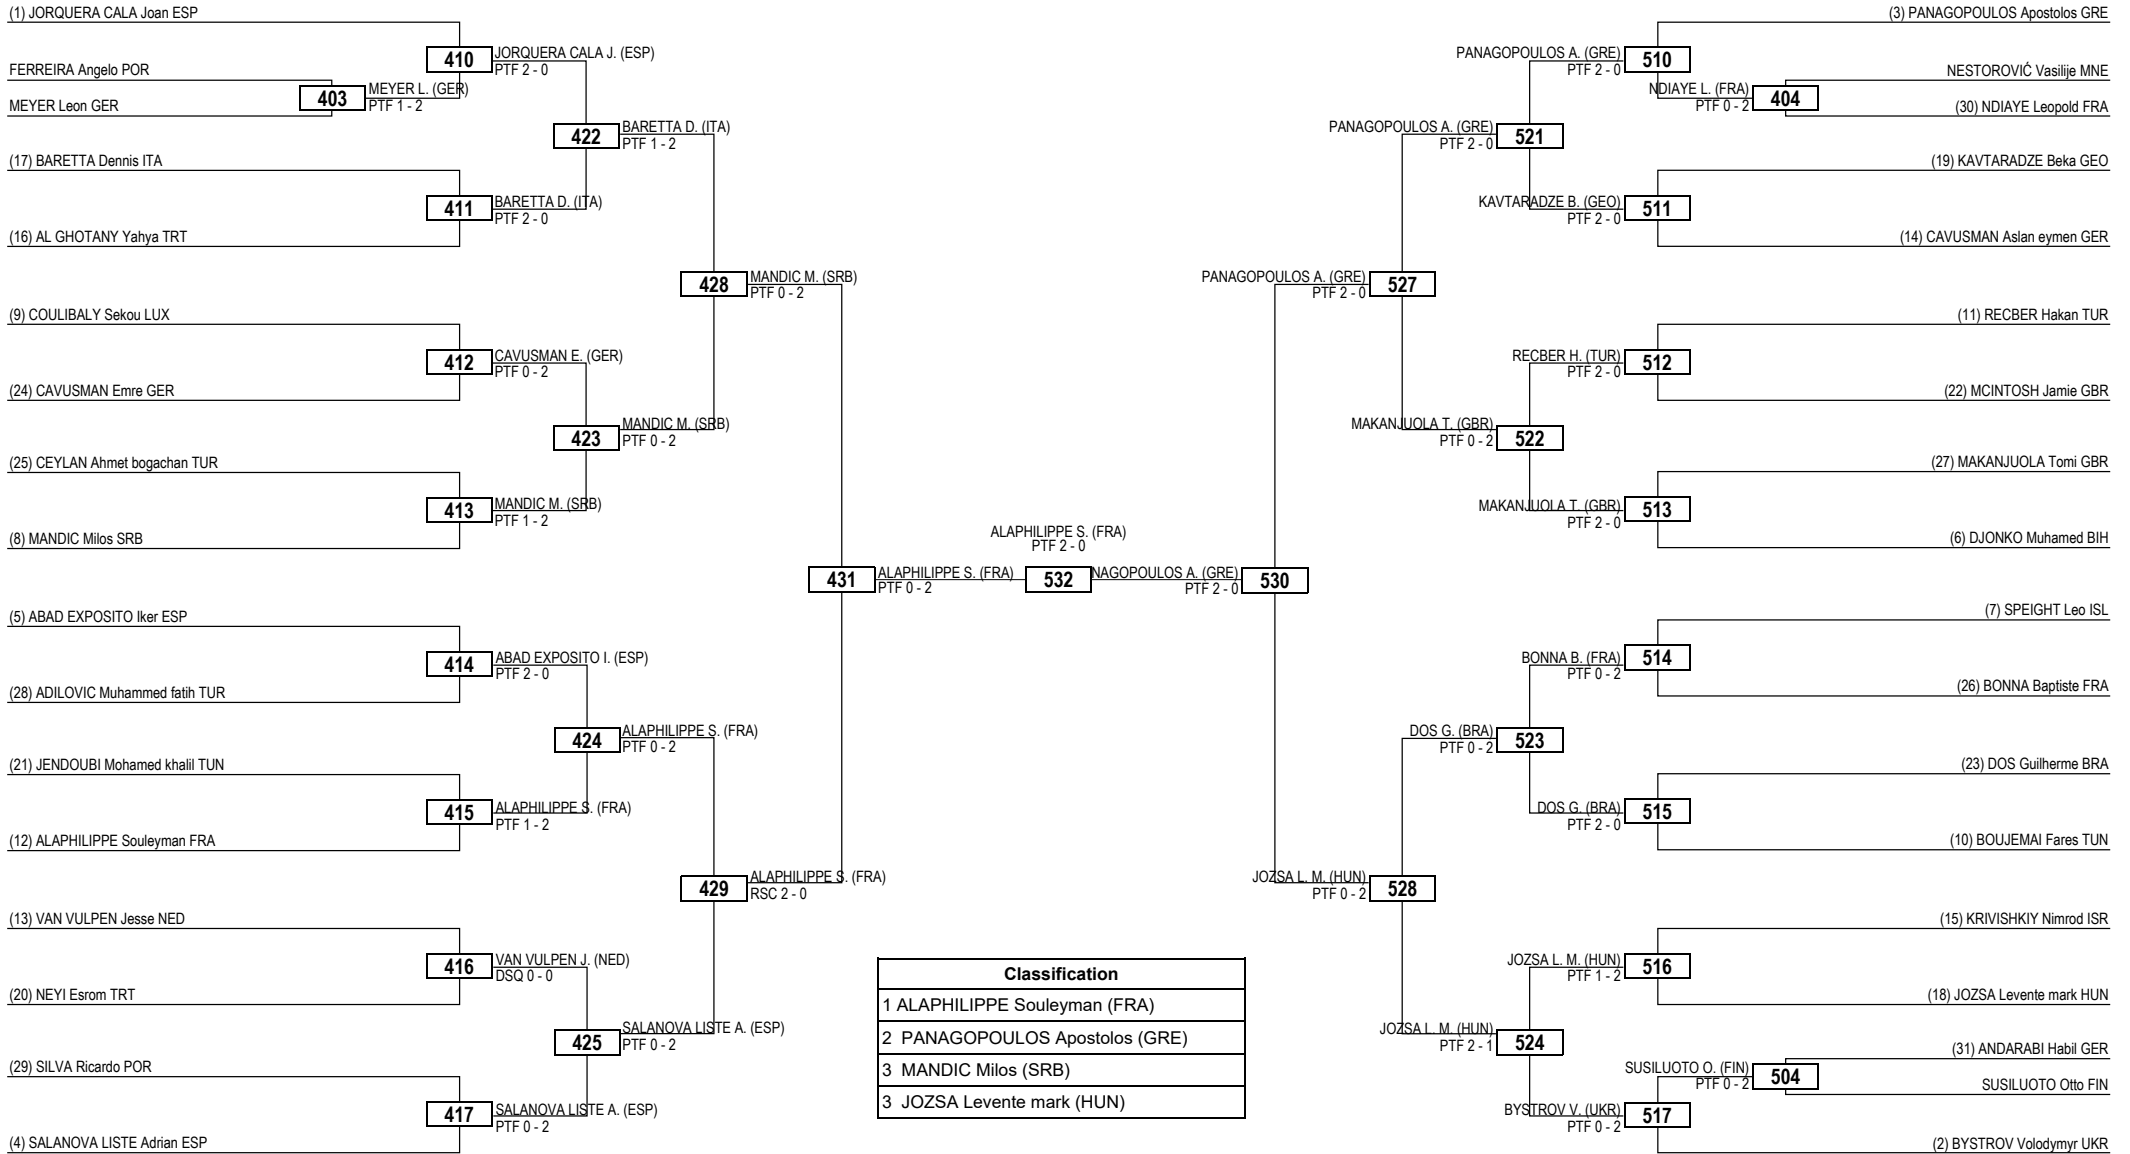 (1) JORQUERA CALA Joan ESP
FERREIRA Angelo POR
MEYER Leon GER
(17) BARETTA Dennis ITA
(16) AL GHOTANY Yahya TRT
(9) COULIBALY Sekou LUX
(24) CAVUSMAN Emre GER
(25) CEYLAN Ahmet bogachan TUR
(8) MANDIC Milos SRB
(5) ABAD EXPOSITO Iker ESP
(28) ADILOVIC Muhammed fatih TUR
(21) JENDOUBI Mohamed khalil TUN
(12) ALAPHILIPPE Souleyman FRA
(13) VAN VULPEN Jesse NED
(20) NEYI Esrom TRT
(29) SILVA Ricardo POR
(4) SALANOVA LISTE Adrian ESP
403
MEYER L. (GER)
PTF 1 - 2
410
JORQUERA CALA J. (ESP)
PTF 2 - 0
411
BARETTA D. (ITA)
PTF 2 - 0
412
CAVUSMAN E. (GER)
PTF 0 - 2
413
MANDIC M. (SRB)
PTF 1 - 2
414
ABAD EXPOSITO I. (ESP)
PTF 2 - 0
415
ALAPHILIPPE S. (FRA)
PTF 1 - 2
416
VAN VULPEN J. (NED)
DSQ 0 - 0
417
SALANOVA LISTE A. (ESP)
PTF 0 - 2
422
BARETTA D. (ITA)
PTF 1 - 2
423
MANDIC M. (SRB)
PTF 0 - 2
424
ALAPHILIPPE S. (FRA)
PTF 0 - 2
425
SALANOVA LISTE A. (ESP)
PTF 0 - 2
428
MANDIC M. (SRB)
PTF 0 - 2
429
ALAPHILIPPE S. (FRA)
RSC 2 - 0
431
ALAPHILIPPE S. (FRA)
PTF 0 - 2
ALAPHILIPPE S. (FRA)
PTF 2 - 0
532
NAGOPOULOS A. (GRE)
PTF 2 - 0
530
PANAGOPOULOS A. (GRE)
PTF 2 - 0
527
JOZSA L. M. (HUN)
PTF 0 - 2
528
PANAGOPOULOS A. (GRE)
PTF 2 - 0
521
MAKANJUOLA T. (GBR)
PTF 0 - 2
522
DOS G. (BRA)
PTF 0 - 2
523
JOZSA L. M. (HUN)
PTF 2 - 1
524
PANAGOPOULOS A. (GRE)
PTF 2 - 0
510
KAVTARADZE B. (GEO)
PTF 2 - 0
511
RECBER H. (TUR)
PTF 2 - 0
512
MAKANJUOLA T. (GBR)
PTF 2 - 0
513
BONNA B. (FRA)
PTF 0 - 2
514
DOS G. (BRA)
PTF 2 - 0
515
JOZSA L. M. (HUN)
PTF 1 - 2
516
BYSTROV V. (UKR)
PTF 0 - 2
517
NDIAYE L. (FRA)
PTF 0 - 2
404
SUSILUOTO O. (FIN)
PTF 0 - 2
504
(3) PANAGOPOULOS Apostolos GRE
NESTOROVIĆ Vasilije MNE
(30) NDIAYE Leopold FRA
(19) KAVTARADZE Beka GEO
(14) CAVUSMAN Aslan eymen GER
(11) RECBER Hakan TUR
(22) MCINTOSH Jamie GBR
(27) MAKANJUOLA Tomi GBR
(6) DJONKO Muhamed BIH
(7) SPEIGHT Leo ISL
(26) BONNA Baptiste FRA
(23) DOS Guilherme BRA
(10) BOUJEMAI Fares TUN
(15) KRIVISHKIY Nimrod ISR
(18) JOZSA Levente mark HUN
(31) ANDARABI Habil GER
SUSILUOTO Otto FIN
(2) BYSTROV Volodymyr UKR
Classification
1 ALAPHILIPPE Souleyman (FRA)
2 PANAGOPOULOS Apostolos (GRE)
3 MANDIC Milos (SRB)
3 JOZSA Levente mark (HUN)